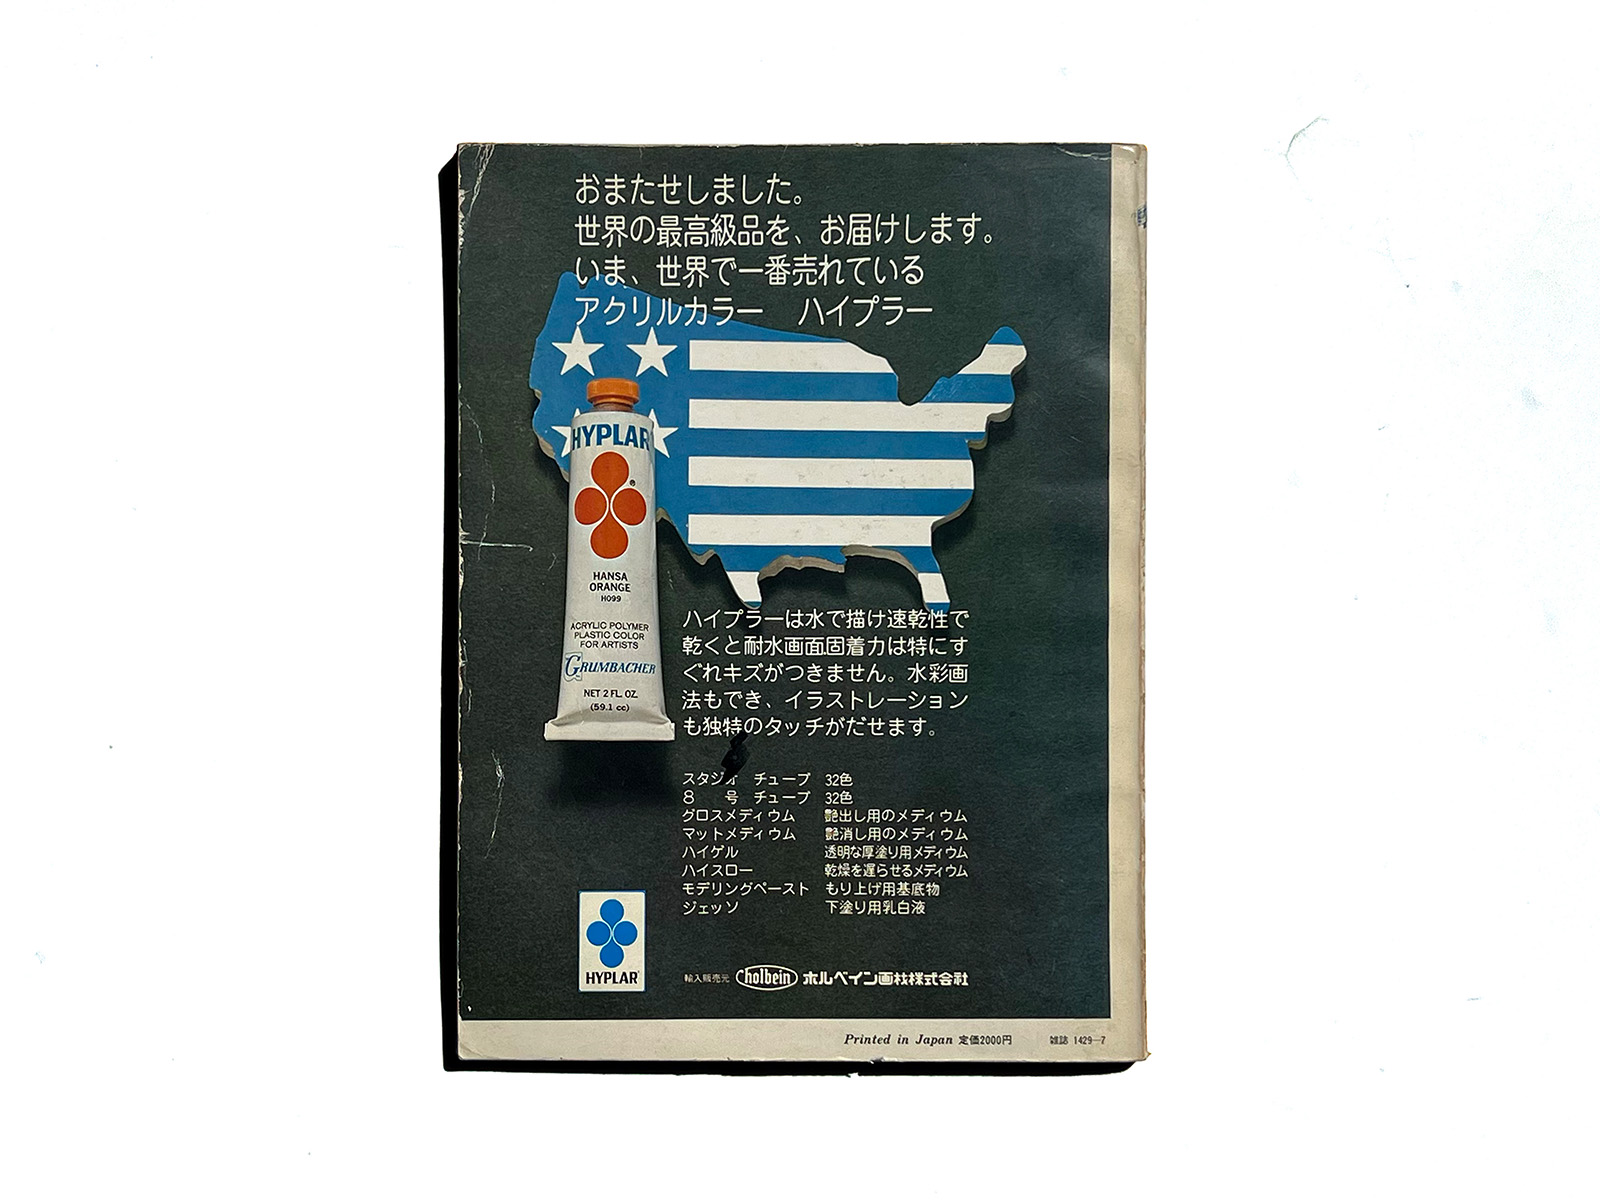 おまたせしました。
世界の最高級品を、お届けします。
いま、世界で一番売れている
アクリルカラー　ハイプラー
HYPLAR
®
HANSA
ORANGE
H099
ACRYLIC POLYMER
PLASTIC COLOR
FOR ARTISTS
GRUMBACHER
NET 2 FL. OZ.
(59.1 cc)
ハイプラーは水で描け速乾性で
乾くと耐水画面固着力は特にす
ぐれキズがつきません。水彩画
法もでき、イラストレーション
も独特のタッチがだせます。
スタジオ　チューブ　32色
8　号　チューブ　32色
グロスメディウム　艶出し用のメディウム
マットメディウム　艶消し用のメディウム
ハイゲル　透明な厚塗り用メディウム
ハイスロー　乾燥を遅らせるメディウム
モデリングペースト　もり上げ用基底物
ジェッソ　下塗り用乳白液
HYPLAR
輸入販売元 holbein ホルベイン画材株式会社
Printed in Japan 定価2000円　雑誌 1429—7